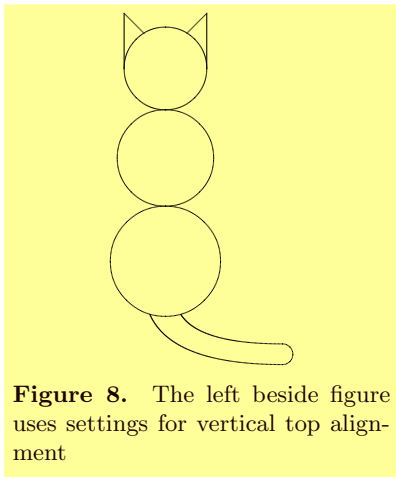 Figure 8. The left beside figure
uses settings for vertical top align-
ment